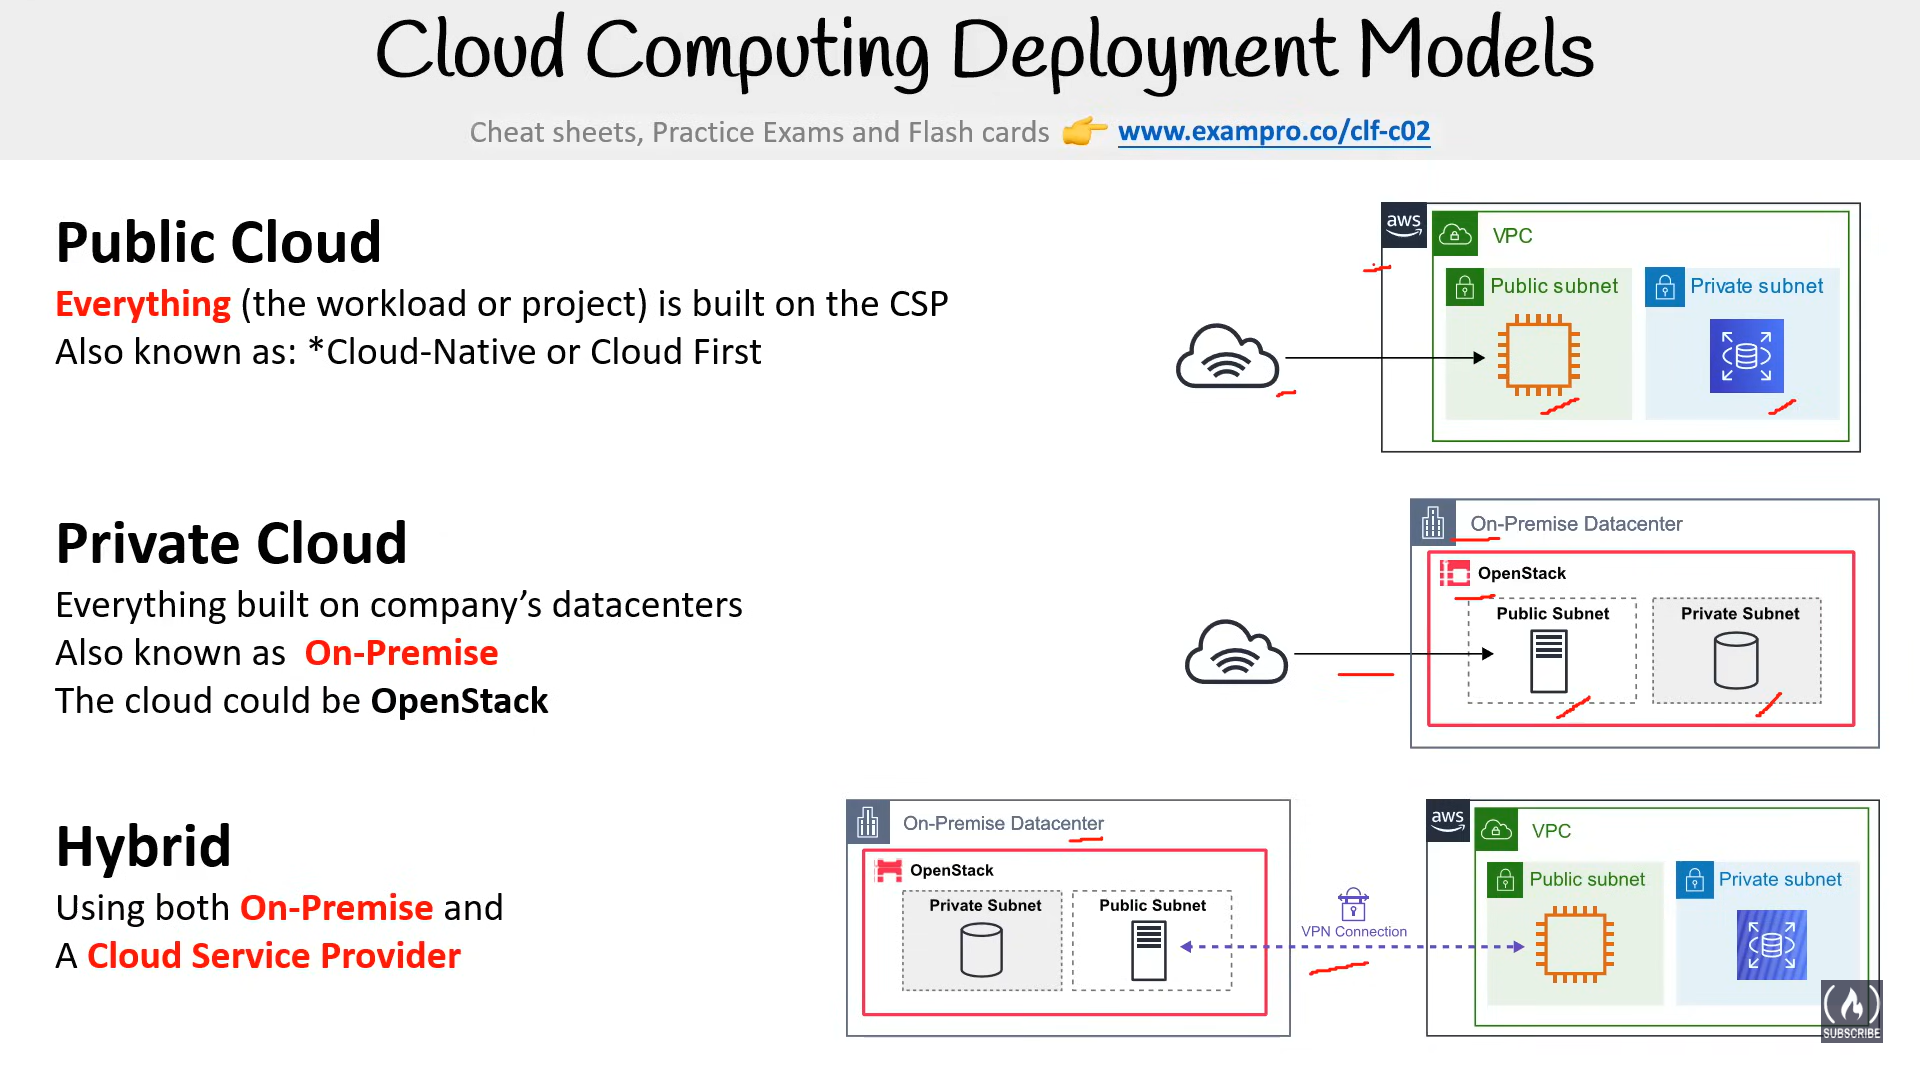 Cloud Computing Deployment Models
Cheat sheets, Practice Exams and Flash cards 👉 www.exampro.co/clf-c02
Public Cloud
Everything (the workload or project) is built on the CSP
Also known as: *Cloud-Native or Cloud First
aws
VPC
Public subnet
Private subnet
Private Cloud
Everything built on company’s datacenters
Also known as On-Premise
The cloud could be OpenStack
On-Premise Datacenter
OpenStack
Public Subnet
Private Subnet
Hybrid
Using both On-Premise and
A Cloud Service Provider
On-Premise Datacenter
OpenStack
Private Subnet
Public Subnet
VPN Connection
aws
VPC
Public subnet
Private subnet
SUBSCRIBE